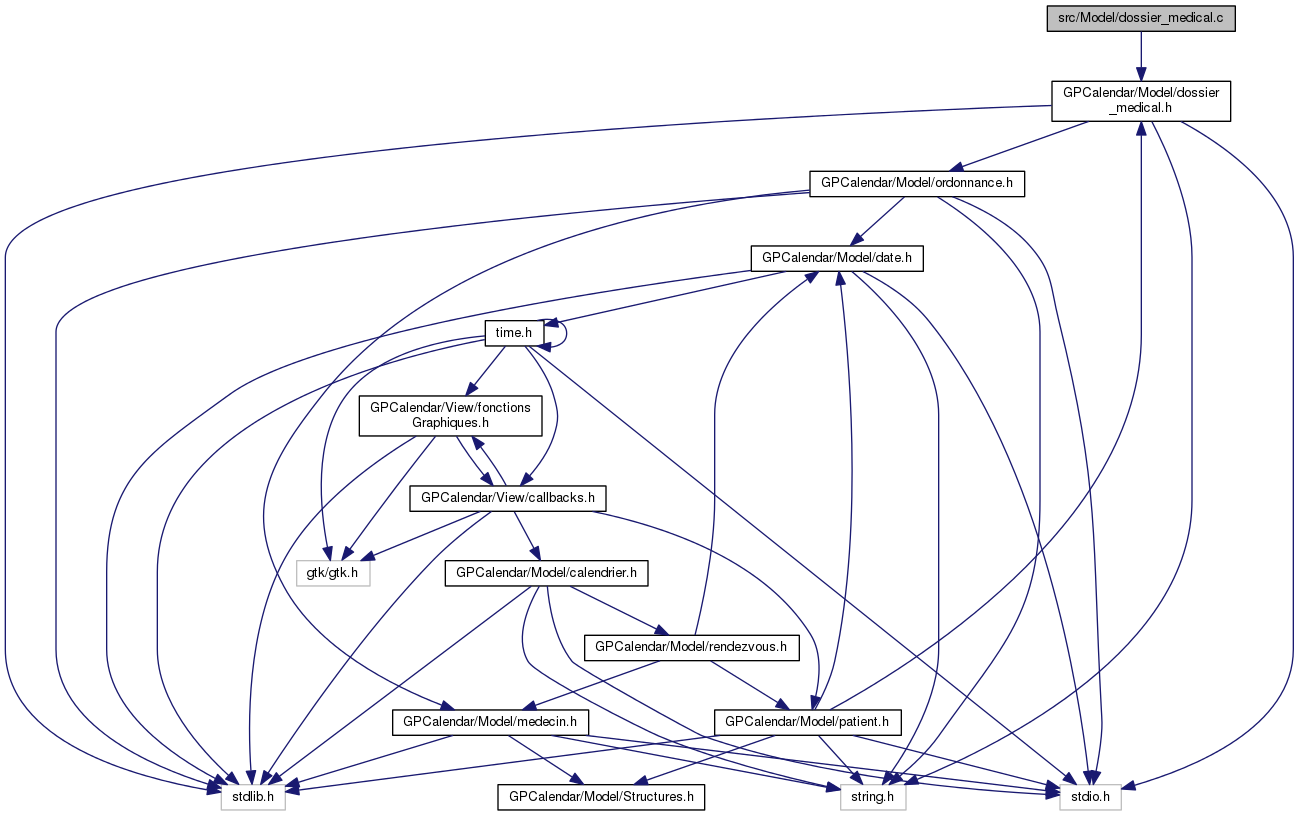 src/Model/dossier_medical.c
GPCalendar/Model/dossier
_medical.h
GPCalendar/Model/ordonnance.h
GPCalendar/Model/date.h
time.h
GPCalendar/View/fonctions
Graphiques.h
GPCalendar/View/callbacks.h
gtk/gtk.h
GPCalendar/Model/calendrier.h
GPCalendar/Model/rendezvous.h
GPCalendar/Model/medecin.h
GPCalendar/Model/patient.h
stdlib.h
GPCalendar/Model/Structures.h
string.h
stdio.h